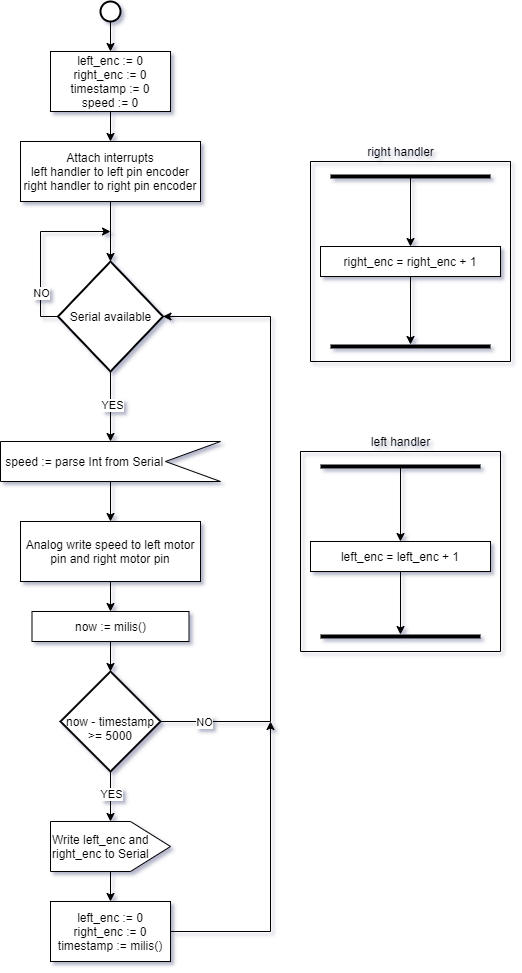 left_enc := 0
right_enc := 0
timestamp := 0
speed := 0
Attach interrupts
left handler to left pin encoder
right handler to right pin encoder
NO
Serial available
YES
speed := parse Int from Serial
Analog write speed to left motor
pin and right motor pin
now := milis()
now - timestamp
>= 5000
NO
YES
Write left_enc and
right_enc to Serial
left_enc := 0
right_enc := 0
timestamp := milis()
right handler
right_enc = right_enc + 1
left handler
left_enc = left_enc + 1